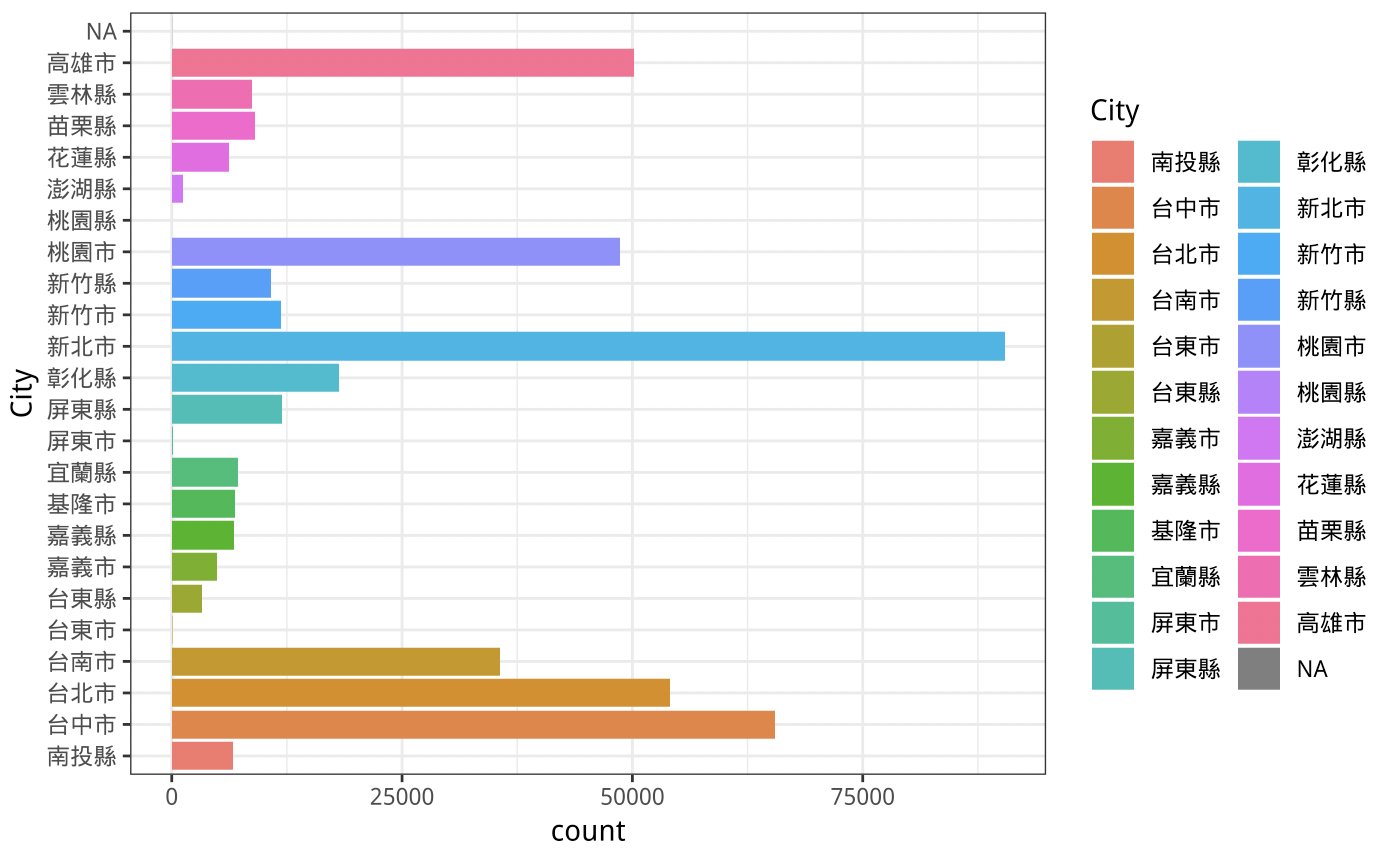 NA
高雄市
雲林縣
苗栗縣
花蓮縣
澎湖縣
桃園縣
桃園市
新竹縣
新竹市
新北市
彰化縣
屏東縣
屏東市
宜蘭縣
基隆市
嘉義縣
嘉義市
台東縣
台東市
台南市
台北市
台中市
南投縣
City
0 25000 50000 75000
count
City
南投縣 彰化縣
台中市 新北市
台北市 新竹市
台南市 新竹縣
台東市 桃園市
台東縣 桃園縣
嘉義市 澎湖縣
嘉義縣 花蓮縣
基隆市 苗栗縣
宜蘭縣 雲林縣
屏東市 高雄市
屏東縣 NA